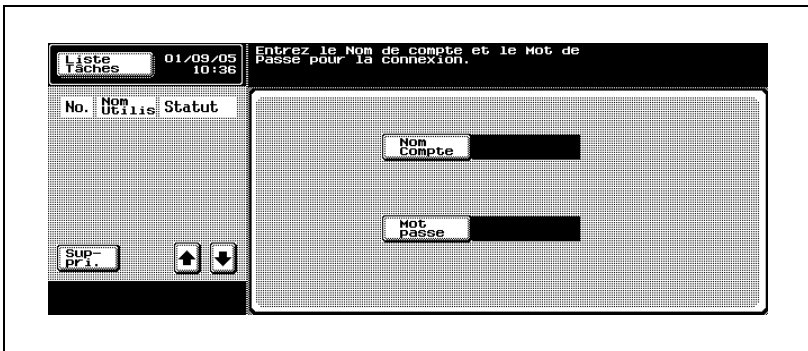 Liste
Tâches
01/09/05
10:36
Entrez le Nom de compte et le Mot de
Passe pour la connexion.
No. Nom
Utilis Statut
Nom
Compte
Mot
passe
Sup-
pri.